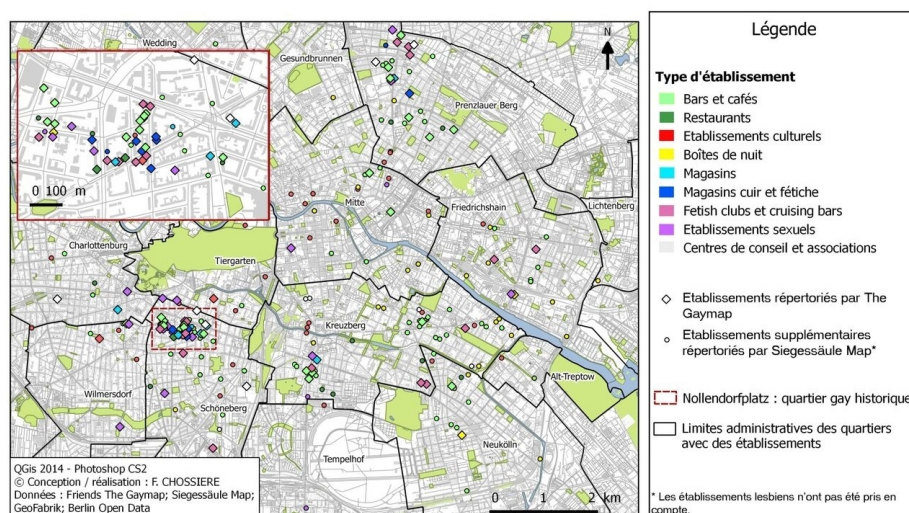 Wedding
Gesundbrunnen
N
Prenzlauer Berg
0 100 m
Mitte
Friedrichshain
Lichtenberg
Charlottenburg
Tiergarten
Kreuzberg
Alt-Treptow
Wilmersdorf
Schöneberg
Neukölln
Tempelhof
QGis 2014 - Photoshop CS2
© Conception / réalisation : F. CHOSSIERE
Données : Friends The Gaymap; Siegessäule Map;
GeoFabrik; Berlin Open Data
0 1 2 km
Légende
Type d'établissement
Bars et cafés
Restaurants
Etablissements culturels
Boîtes de nuit
Magasins
Magasins cuir et fétiche
Fetish clubs et cruising bars
Etablissements sexuels
Centres de conseil et associations
Etablissements répertoriés par The
Gaymap
Etablissements supplémentaires
répertoriés par Siegessäule Map*
Nollendorfplatz : quartier gay historique
Limites administratives des quartiers
avec des établissements
* Les établissements lesbiens n'ont pas été pris en
compte.